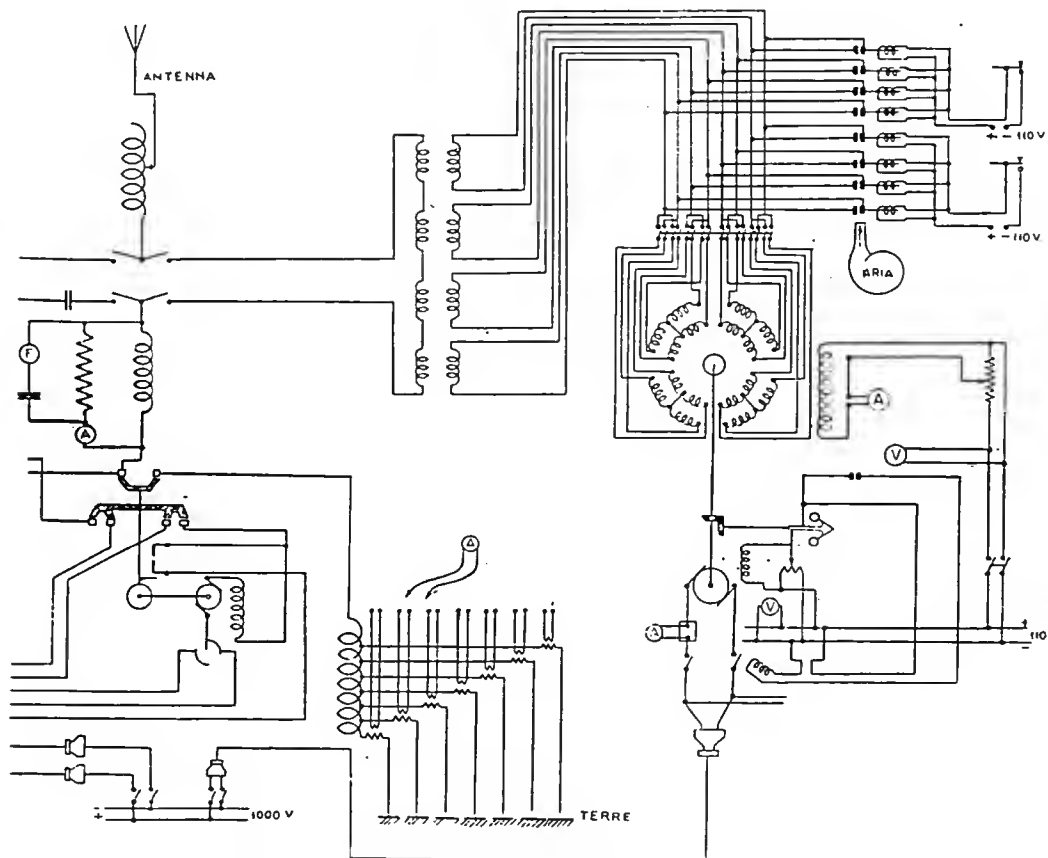 ANTENNA
+ - 110 V
+ - 110 V.
ARIA
F
A
A
V
A
V
A
+
110
-
-
+
1000 V
TERRE